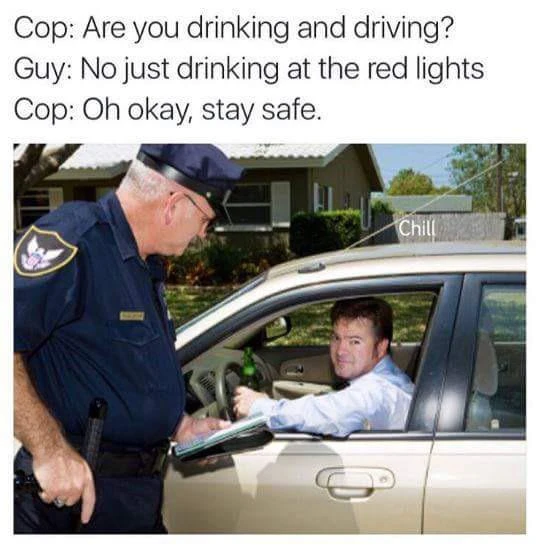 Cop: Are you drinking and driving?
Guy: No just drinking at the red lights
Cop: Oh okay, stay safe.
Chill